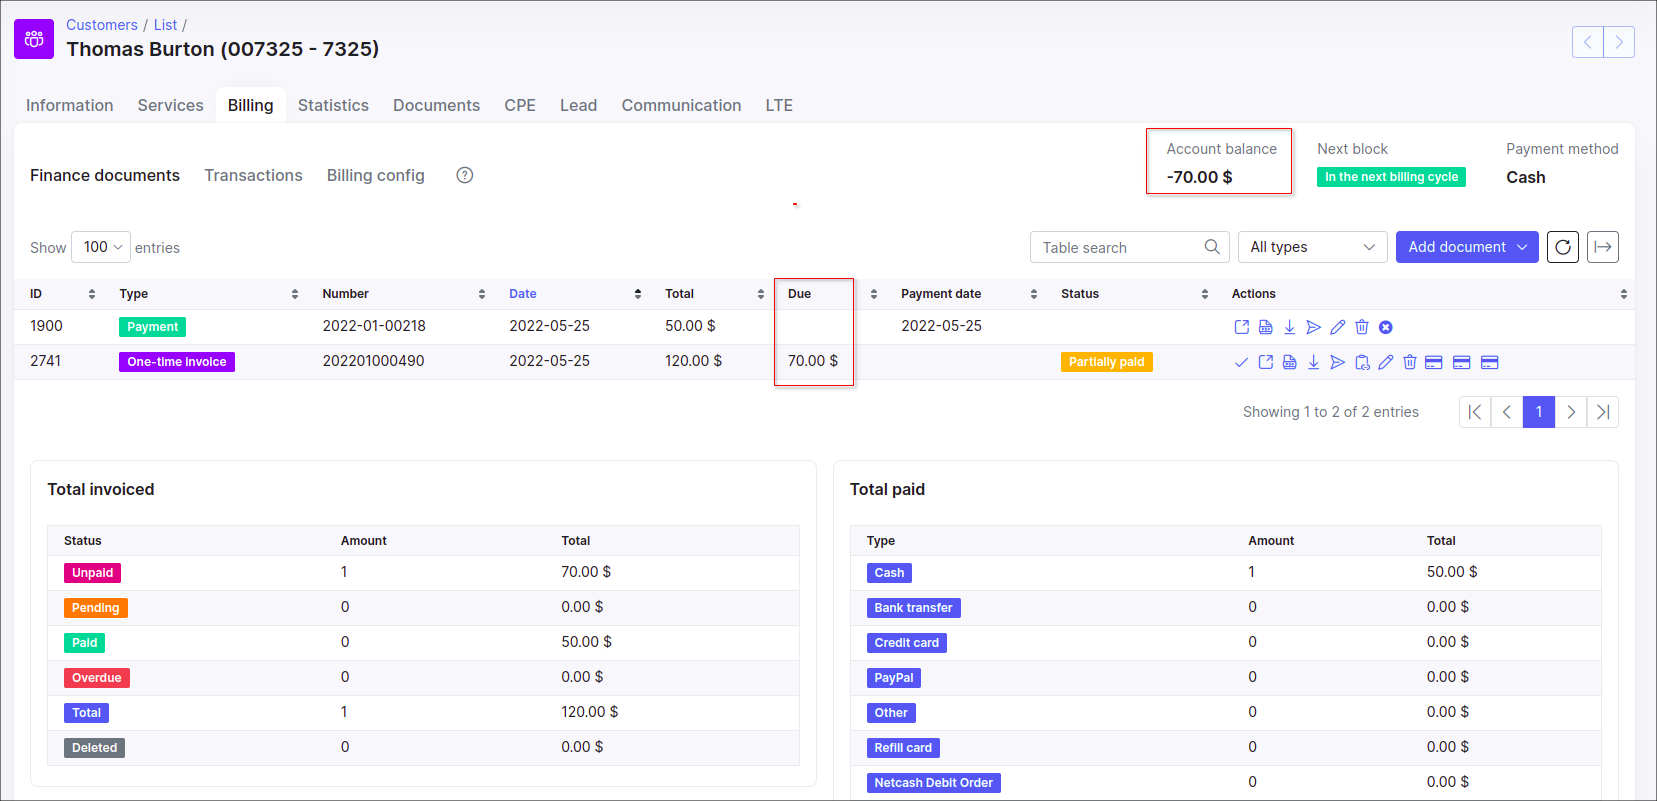 Customers / List /
Thomas Burton (007325 - 7325)
Information Services Billing Statistics Documents CPE Lead Communication LTE
Finance documents Transactions Billing config ?
Account balance Next block Payment method
-70.00 $ In the next billing cycle Cash
Show 100 entries Table search All types Add document
ID Type Number Date Total Due Payment date Status Actions
1900 Payment 2022-01-00218 2022-05-25 50.00 $ 2022-05-25
2741 One-time invoice 202201000490 2022-05-25 120.00 $ 70.00 $ Partially paid
Showing 1 to 2 of 2 entries 1
Total invoiced
Status Amount Total
Unpaid 1 70.00 $
Pending 0 0.00 $
Paid 0 50.00 $
Overdue 0 0.00 $
Total 1 120.00 $
Deleted 0 0.00 $
Total paid
Type Amount Total
Cash 1 50.00 $
Bank transfer 0 0.00 $
Credit card 0 0.00 $
PayPal 0 0.00 $
Other 0 0.00 $
Refill card 0 0.00 $
Netcash Debit Order 0 0.00 $